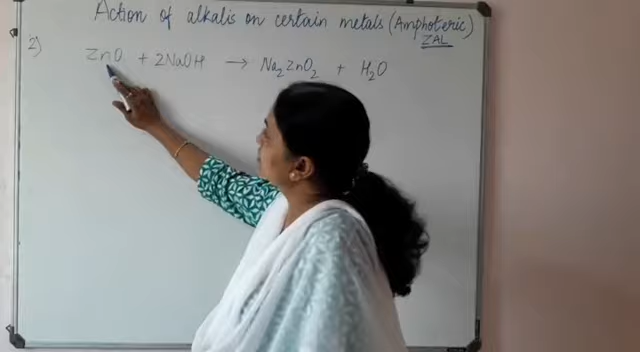 Action of alkalis on certain metals (Amphoteric)
ZAL
2) ZnO + 2NaOH → Na₂ZnO₂ + H₂O